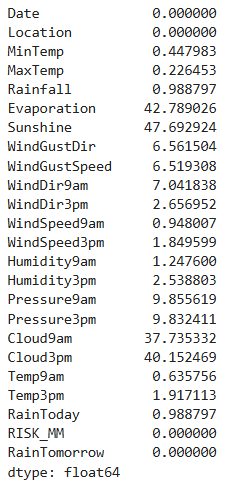 Date 0.000000
Location 0.000000
MinTemp 0.447983
MaxTemp 0.226453
Rainfall 0.988797
Evaporation 42.789026
Sunshine 47.692924
WindGustDir 6.561504
WindGustSpeed 6.519308
WindDir9am 7.041838
WindDir3pm 2.656952
WindSpeed9am 0.948007
WindSpeed3pm 1.849599
Humidity9am 1.247600
Humidity3pm 2.538803
Pressure9am 9.855619
Pressure3pm 9.832411
Cloud9am 37.735332
Cloud3pm 40.152469
Temp9am 0.635756
Temp3pm 1.917113
RainToday 0.988797
RISK_MM 0.000000
RainTomorrow 0.000000
dtype: float64